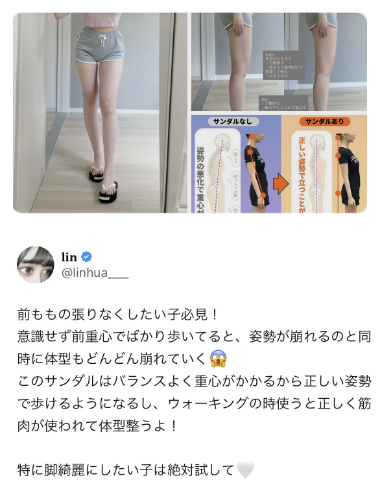 サンダルなし
サンダルあり
姿勢の悪化で重心が
正しい姿勢で立つことが
lin
@linhua____
前ももの張りなくしたい子必見！
意識せず前重心でばかり歩いてると、姿勢が崩れるのと同
時に体型もどんどん崩れていく😱
このサンダルはバランスよく重心がかかるから正しい姿勢
で歩けるようになるし、ウォーキングの時使うと正しく筋
肉が使われて体型整うよ！
特に脚綺麗にしたい子は絶対試して🤍